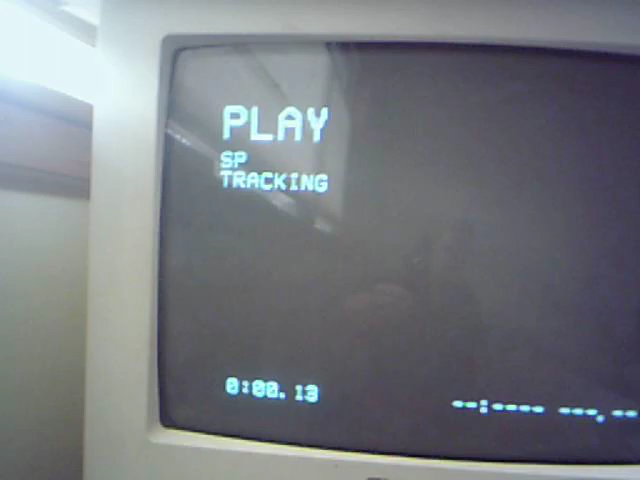 PLAY
SP
TRACKING
0:00.13
--:---- ---,--